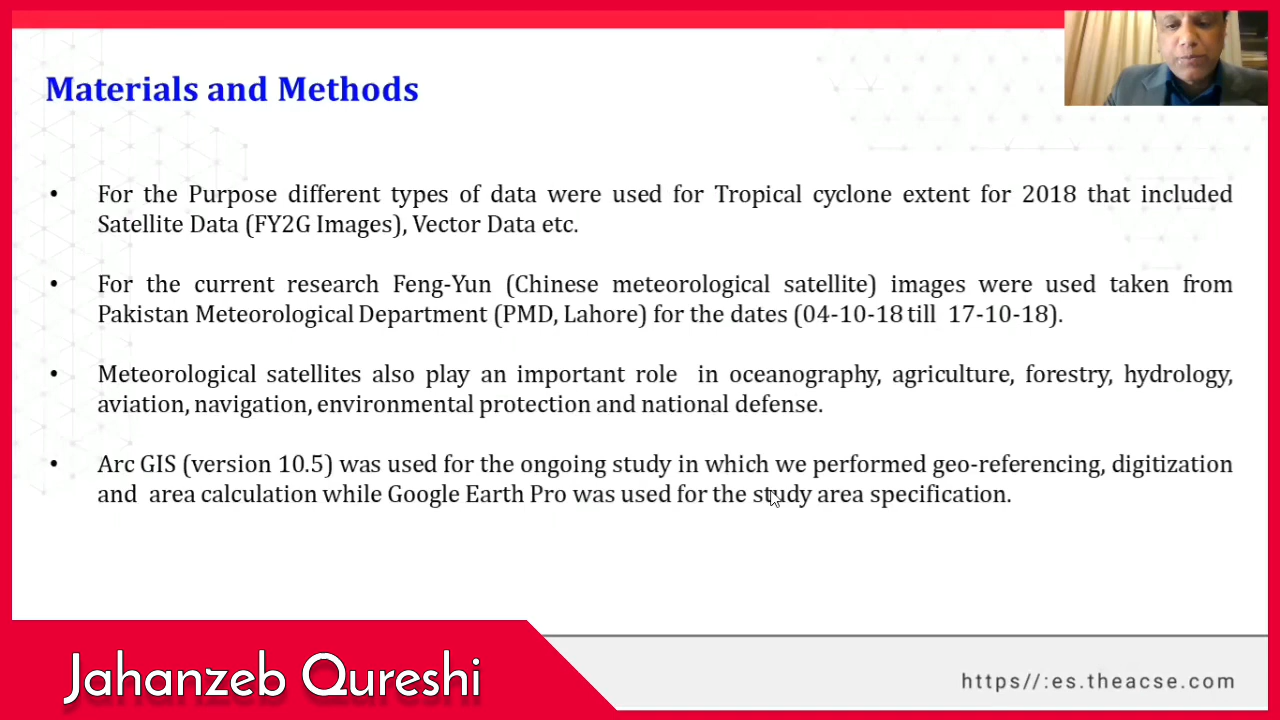 Materials and Methods
• For the Purpose different types of data were used for Tropical cyclone extent for 2018 that included
Satellite Data (FY2G Images), Vector Data etc.
• For the current research Feng-Yun (Chinese meteorological satellite) images were used taken from
Pakistan Meteorological Department (PMD, Lahore) for the dates (04-10-18 till 17-10-18).
• Meteorological satellites also play an important role in oceanography, agriculture, forestry, hydrology,
aviation, navigation, environmental protection and national defense.
• Arc GIS (version 10.5) was used for the ongoing study in which we performed geo-referencing, digitization
and area calculation while Google Earth Pro was used for the study area specification.
Jahanzeb Qureshi
https//:es.theacse.com